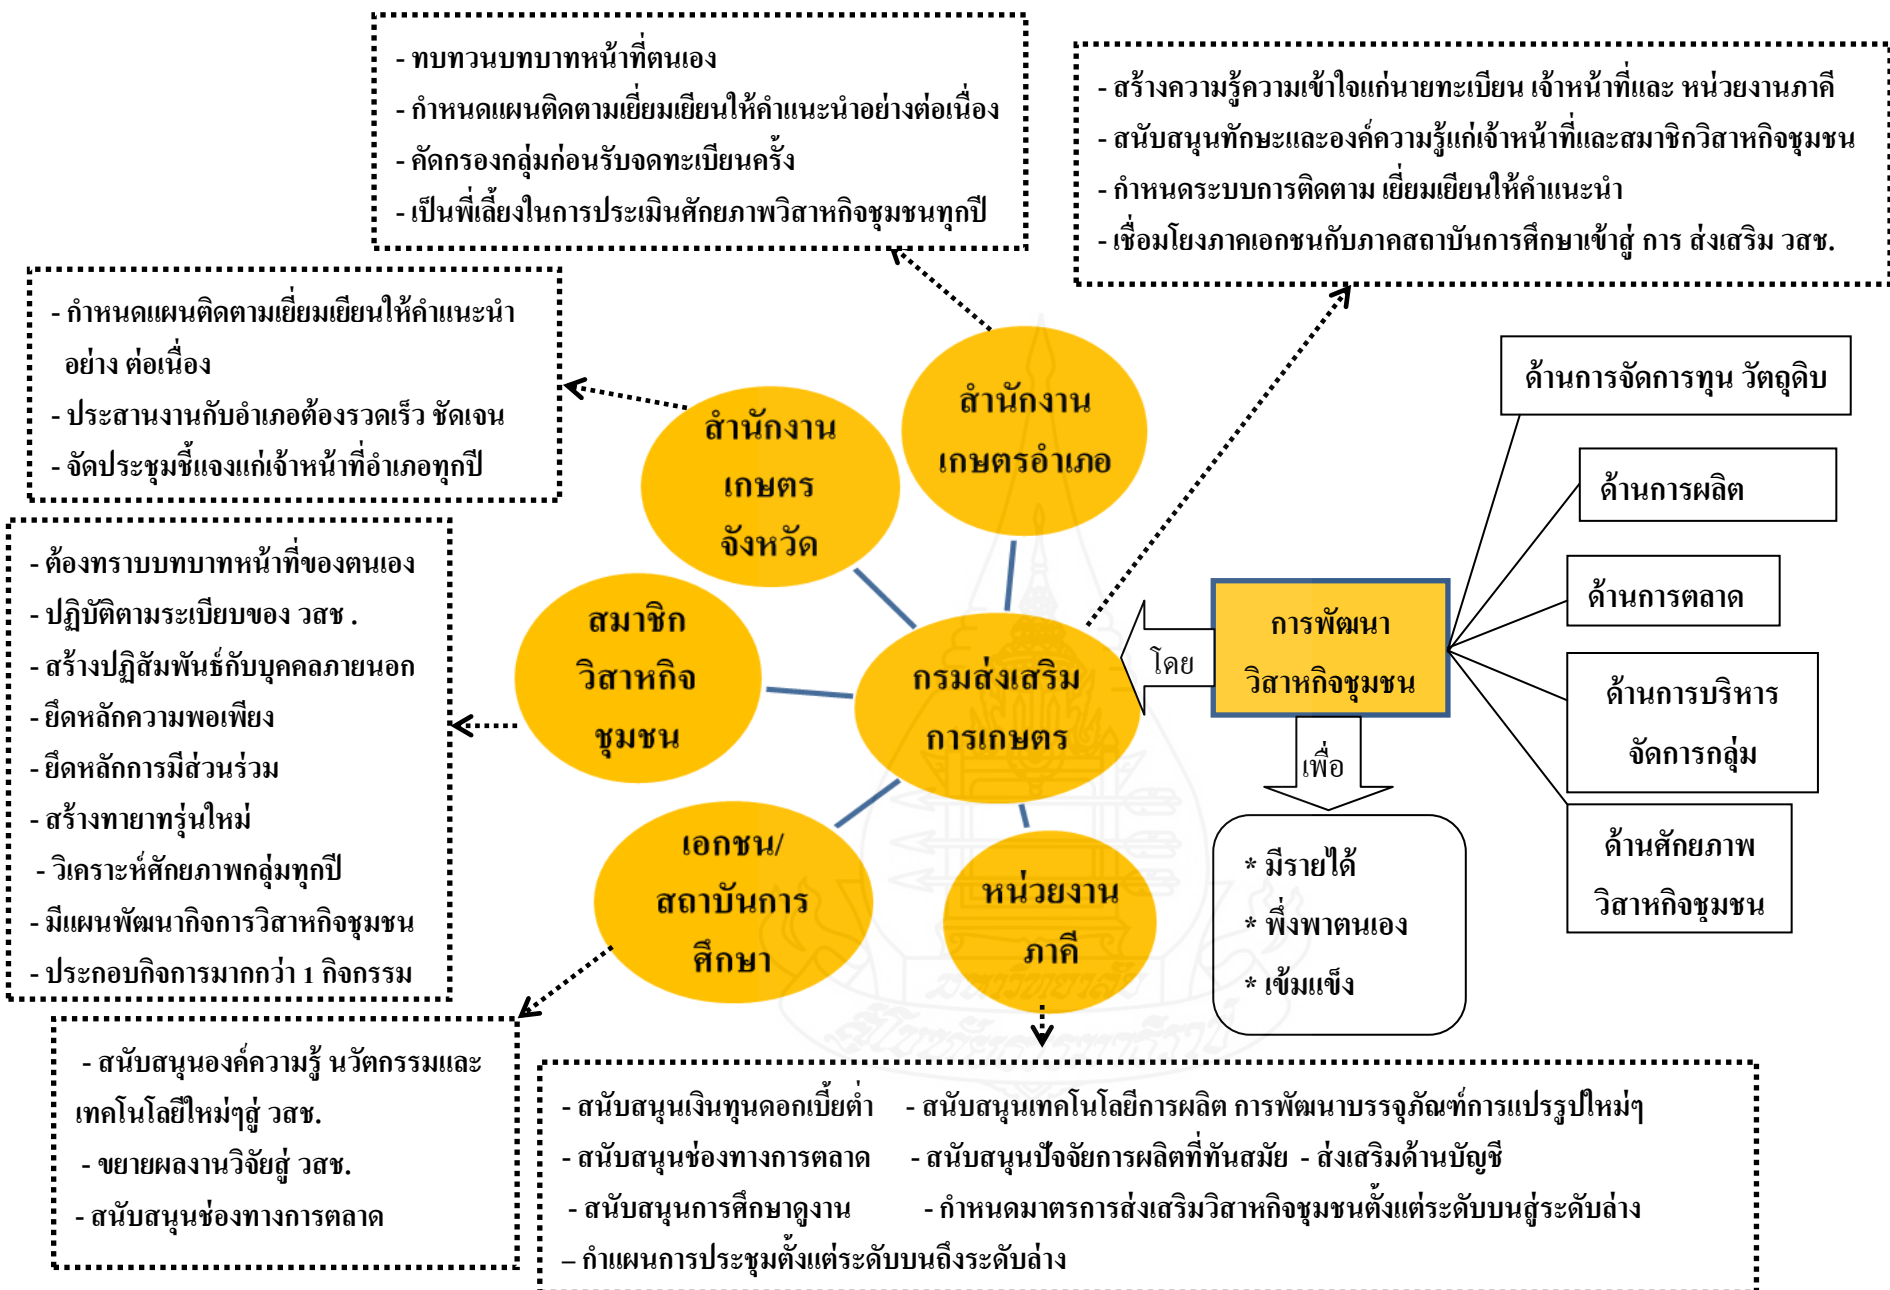 - ทบทวนบทบาทหน้าที่ตนเอง
- กำหนดแผนติดตามเยี่ยมเยียนให้คำแนะนำอย่างต่อเนื่อง
- คัดกรองกลุ่มก่อนรับจดทะเบียนครั้ง
- เป็นพี่เลี้ยงในการประเมินศักยภาพวิสาหกิจชุมชนทุกปี
- สร้างความรู้ความเข้าใจแก่นายทะเบียน เจ้าหน้าที่และ หน่วยงานภาคี
- สนับสนุนทักษะและองค์ความรู้แก่เจ้าหน้าที่และสมาชิกวิสาหกิจชุมชน
- กำหนดระบบการติดตาม เยี่ยมเยียนให้คำแนะนำ
- เชื่อมโยงภาคเอกชนกับภาคสถาบันการศึกษาเข้าสู่ การ ส่งเสริม วสช.
- กำหนดแผนติดตามเยี่ยมเยียนให้คำแนะนำ
อย่าง ต่อเนื่อง
- ประสานงานกับอำเภอต้องรวดเร็ว ชัดเจน
- จัดประชุมชี้แจงแก่เจ้าหน้าที่อำเภอทุกปี
สำนักงาน
เกษตร
จังหวัด
สำนักงาน
เกษตรอำเภอ
ด้านการจัดการทุน วัตถุดิบ
ด้านการผลิต
ด้านการตลาด
ด้านการบริหาร
จัดการกลุ่ม
ด้านศักยภาพ
วิสาหกิจชุมชน
- ต้องทราบบทบาทหน้าที่ของตนเอง
- ปฏิบัติตามระเบียบของ วสช .
- สร้างปฏิสัมพันธ์กับบุคคลภายนอก
- ยึดหลักความพอเพียง
- ยึดหลักการมีส่วนร่วม
- สร้างทายาทรุ่นใหม่
- วิเคราะห์ศักยภาพกลุ่มทุกปี
- มีแผนพัฒนากิจการวิสาหกิจชุมชน
- ประกอบกิจการมากกว่า 1 กิจกรรม
สมาชิก
วิสาหกิจ
ชุมชน
กรมส่งเสริม
การเกษตร
โดย
การพัฒนา
วิสาหกิจชุมชน
เพื่อ
* มีรายได้
* พึ่งพาตนเอง
* เข้มแข็ง
เอกชน/
สถาบันการ
ศึกษา
หน่วยงาน
ภาคี
มหาวิทยาลัย
สุโขทัยธรรมาธิราช
- สนับสนุนองค์ความรู้ นวัตกรรมและ
เทคโนโลยีใหม่ๆสู่ วสช.
- ขยายผลงานวิจัยสู่ วสช.
- สนับสนุนช่องทางการตลาด
- สนับสนุนเงินทุนดอกเบี้ยต่ำ - สนับสนุนเทคโนโลยีการผลิต การพัฒนาบรรจุภัณฑ์การแปรรูปใหม่ๆ
- สนับสนุนช่องทางการตลาด - สนับสนุนปัจจัยการผลิตที่ทันสมัย - ส่งเสริมด้านบัญชี
- สนับสนุนการศึกษาดูงาน - กำหนดมาตรการส่งเสริมวิสาหกิจชุมชนตั้งแต่ระดับบนสู่ระดับล่าง
– กำแผนการประชุมตั้งแต่ระดับบนถึงระดับล่าง